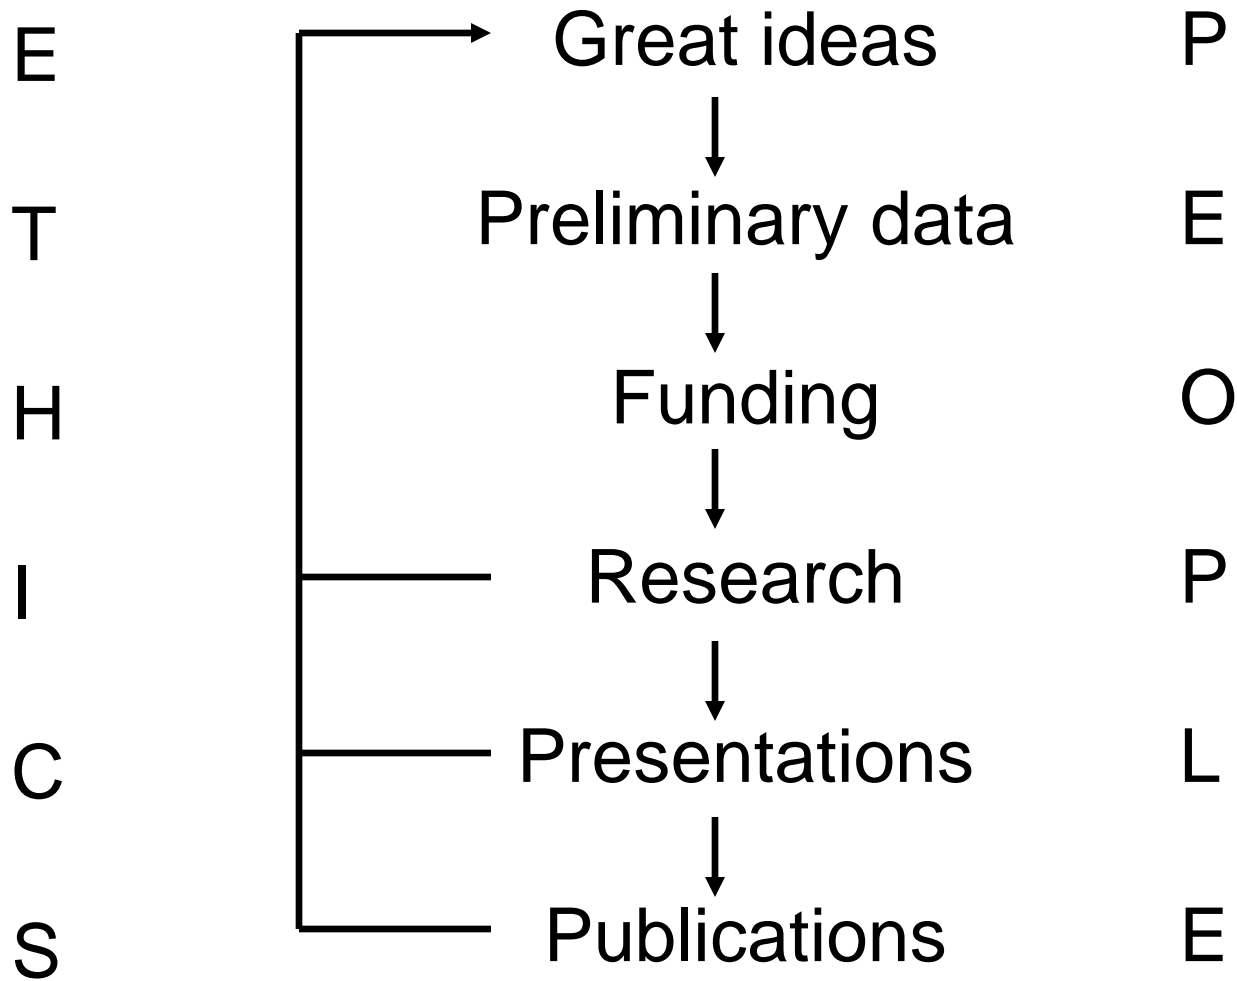 E Great ideas P
T Preliminary data E
H Funding O
I Research P
C Presentations L
S Publications E